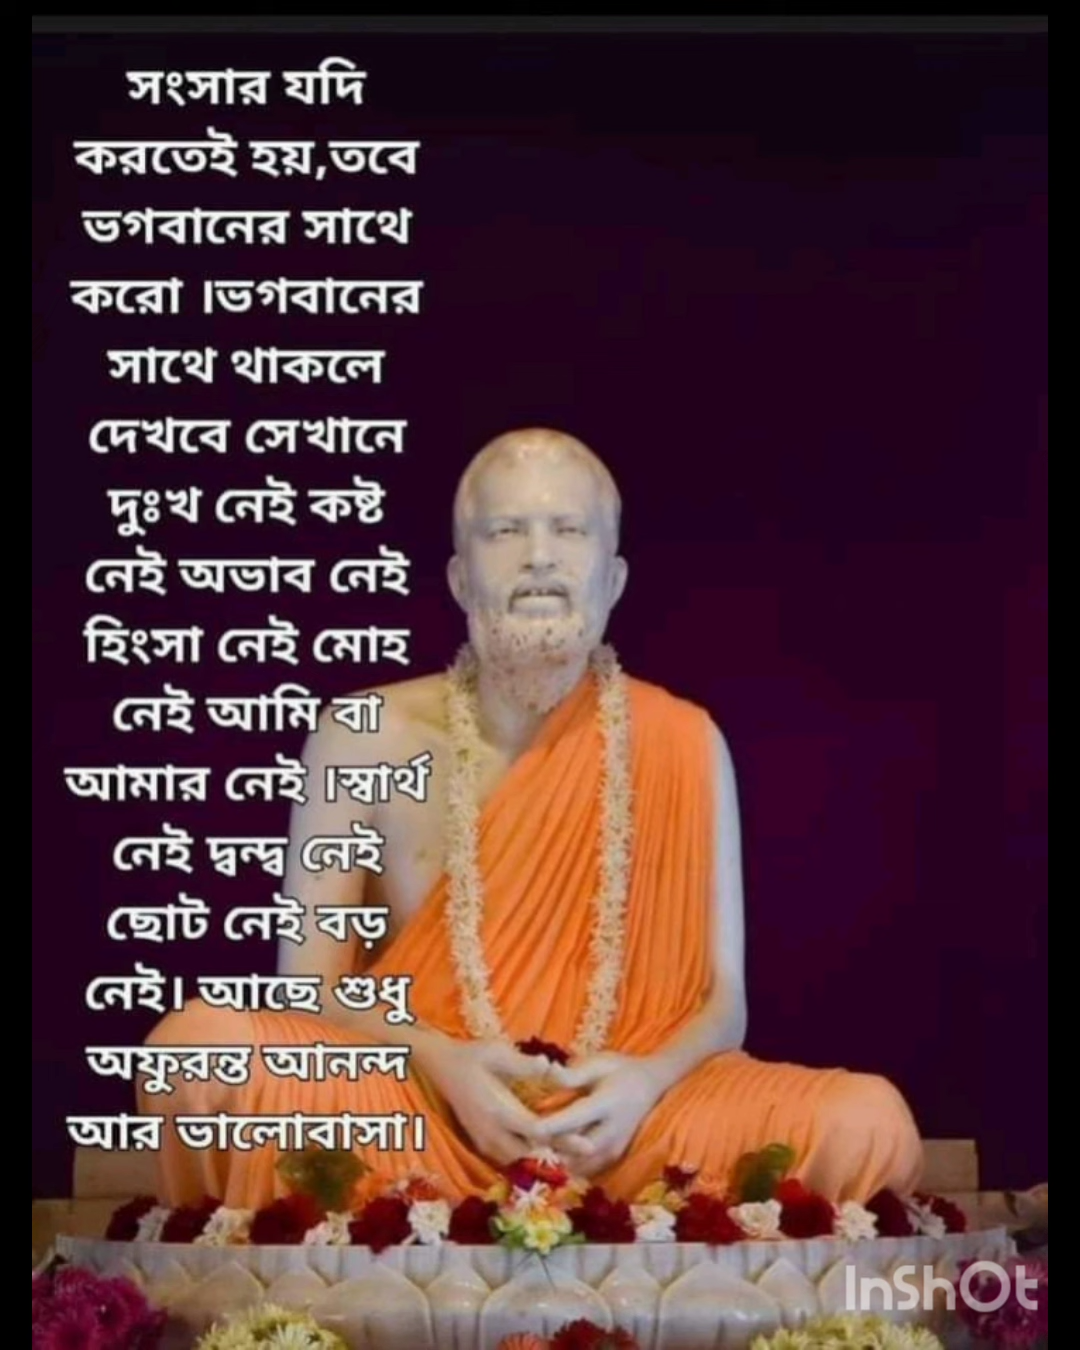 সংসার যদি
করতেই হয়,তবে
ভগবানের সাথে
করো ।ভগবানের
সাথে থাকলে
দেখবে সেখানে
দুঃখ নেই কষ্ট
নেই অভাব নেই
হিংসা নেই মোহ
নেই আমি বা
আমার নেই ।স্বার্থ
নেই দ্বন্দ্ব নেই
ছোট নেই বড়
নেই। আছে শুধু
অফুরন্ত আনন্দ
আর ভালোবাসা।
InShOt